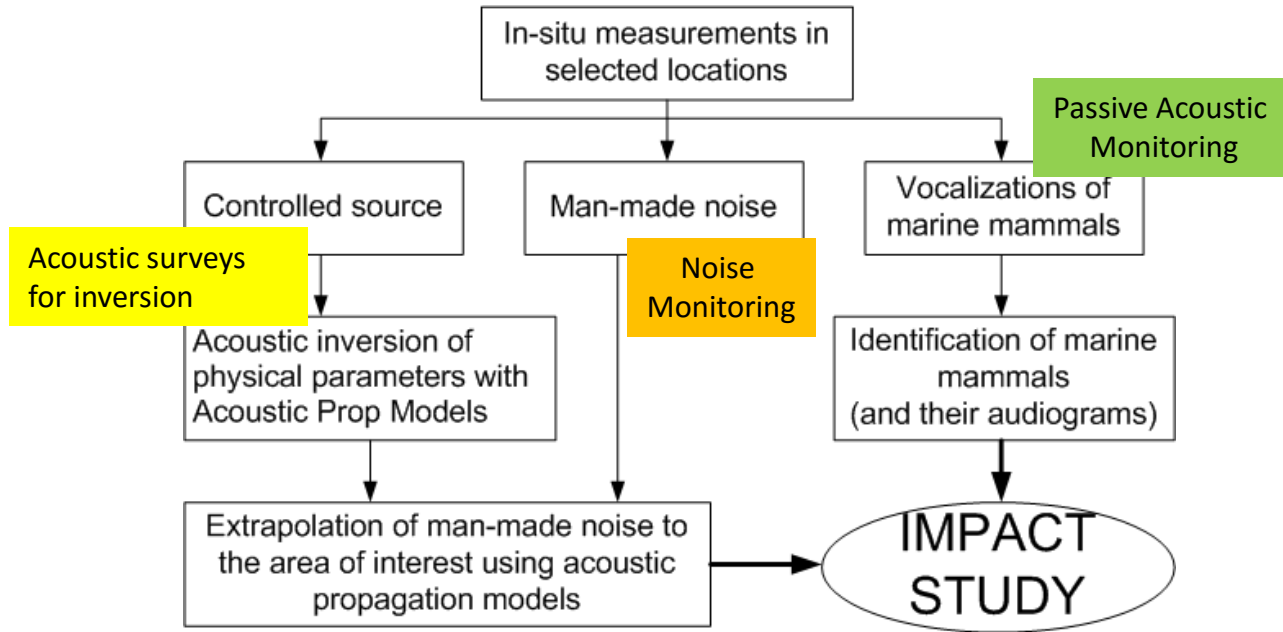 In-situ measurements in
selected locations
Passive Acoustic
Monitoring
Controlled source
Man-made noise
Vocalizations of
marine mammals
Acoustic surveys
for inversion
Noise
Monitoring
Acoustic inversion of
physical parameters with
Acoustic Prop Models
Identification of marine
mammals
(and their audiograms)
Extrapolation of man-made noise to
the area of interest using acoustic
propagation models
IMPACT
STUDY